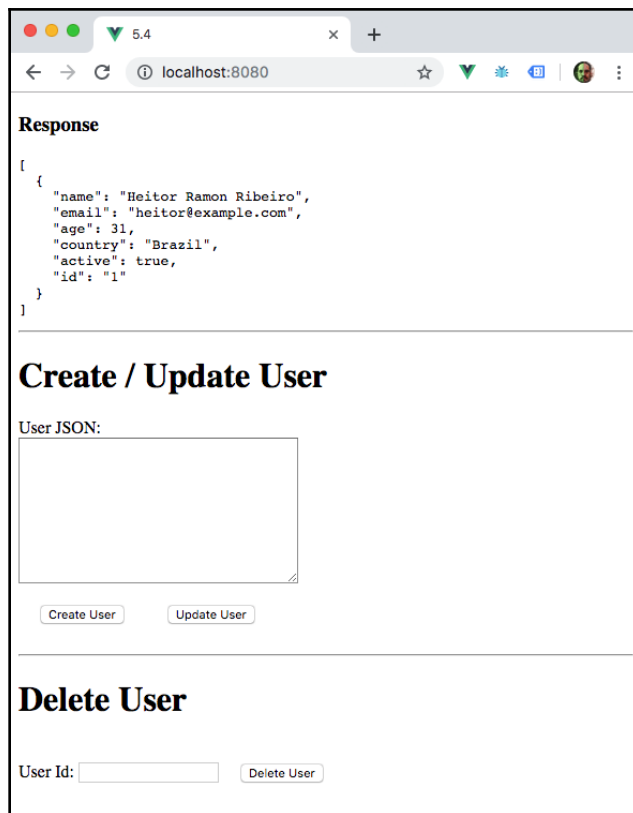 5.4
localhost:8080
Response
[
  {
    "name": "Heitor Ramon Ribeiro",
    "email": "heitor@example.com",
    "age": 31,
    "country": "Brazil",
    "active": true,
    "id": "1"
  }
]
Create / Update User
User JSON:
Create User Update User
Delete User
User Id: Delete User